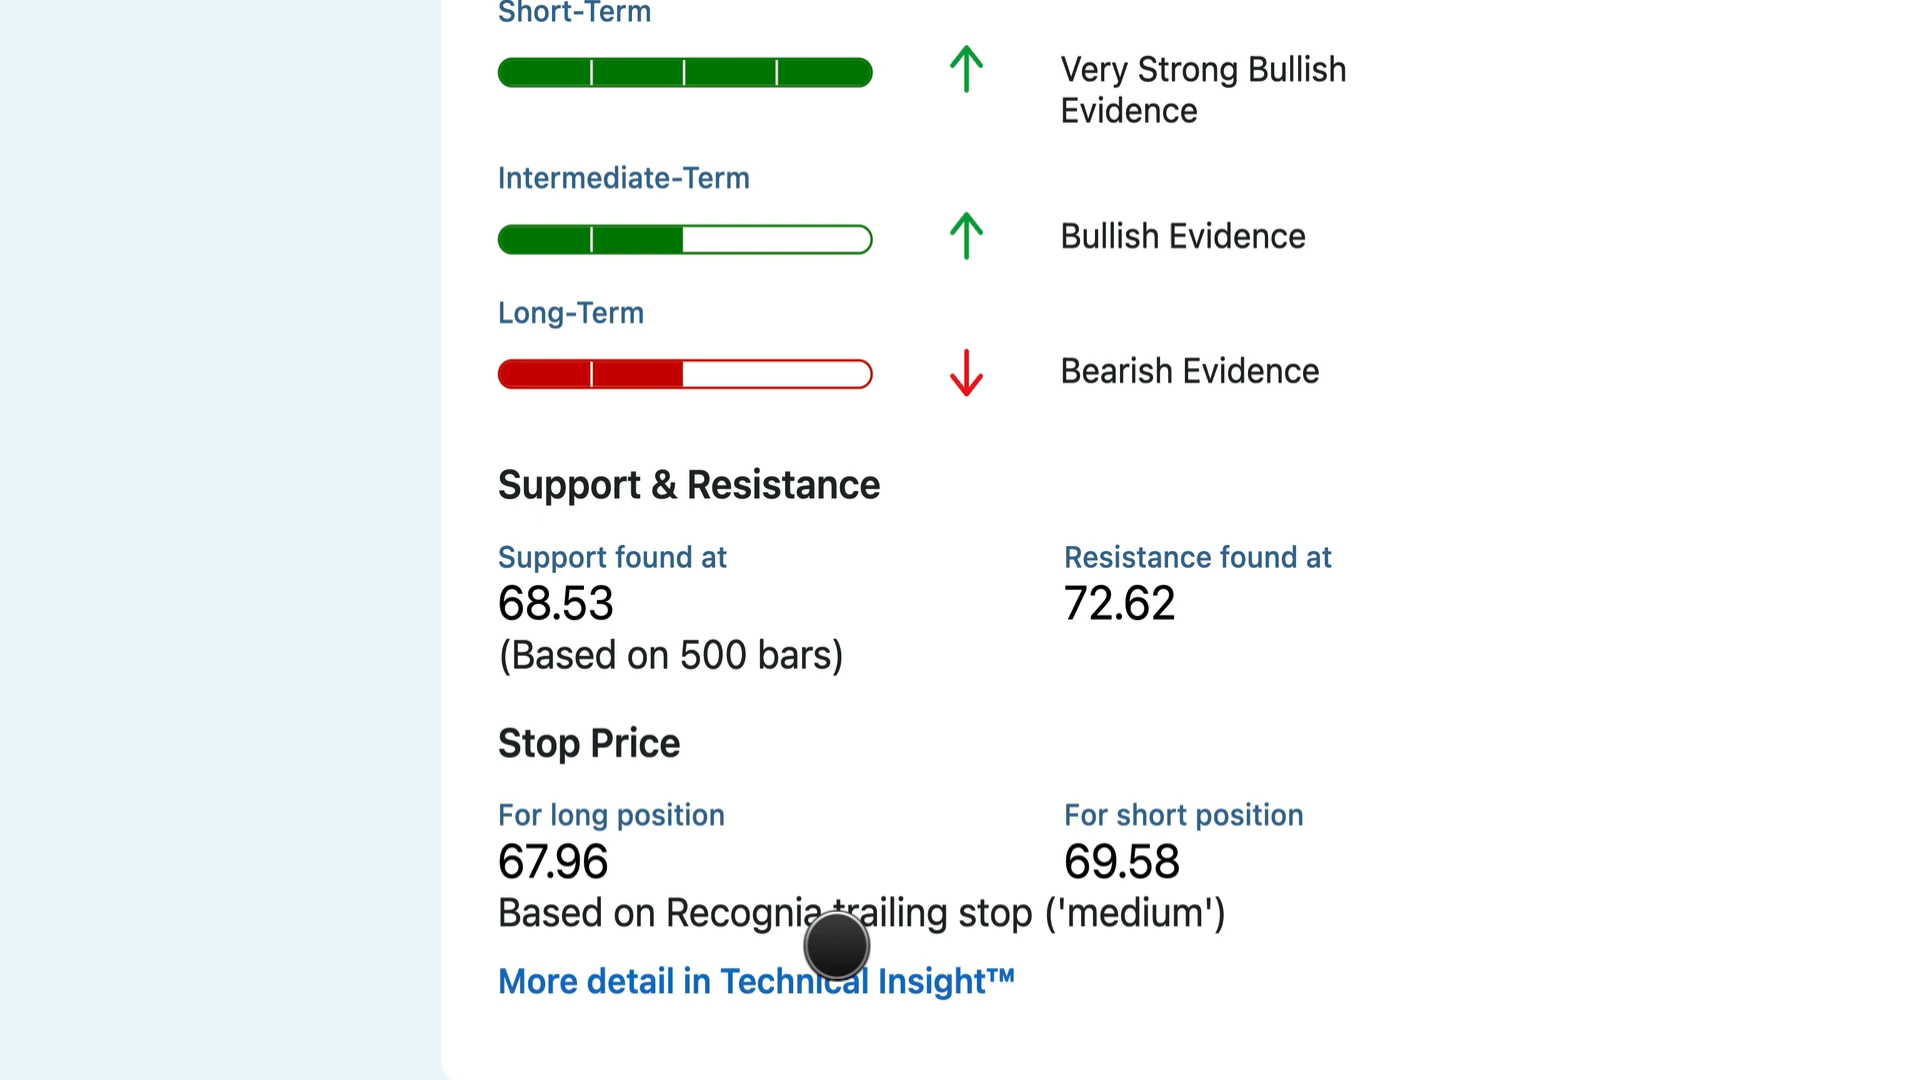 Short-Term
Very Strong Bullish
Evidence
Intermediate-Term
Bullish Evidence
Long-Term
Bearish Evidence
Support & Resistance
Support found at
Resistance found at
68.53
72.62
(Based on 500 bars)
Stop Price
For long position
For short position
67.96
69.58
Based on Recognia trailing stop ('medium')
More detail in Technical Insight™